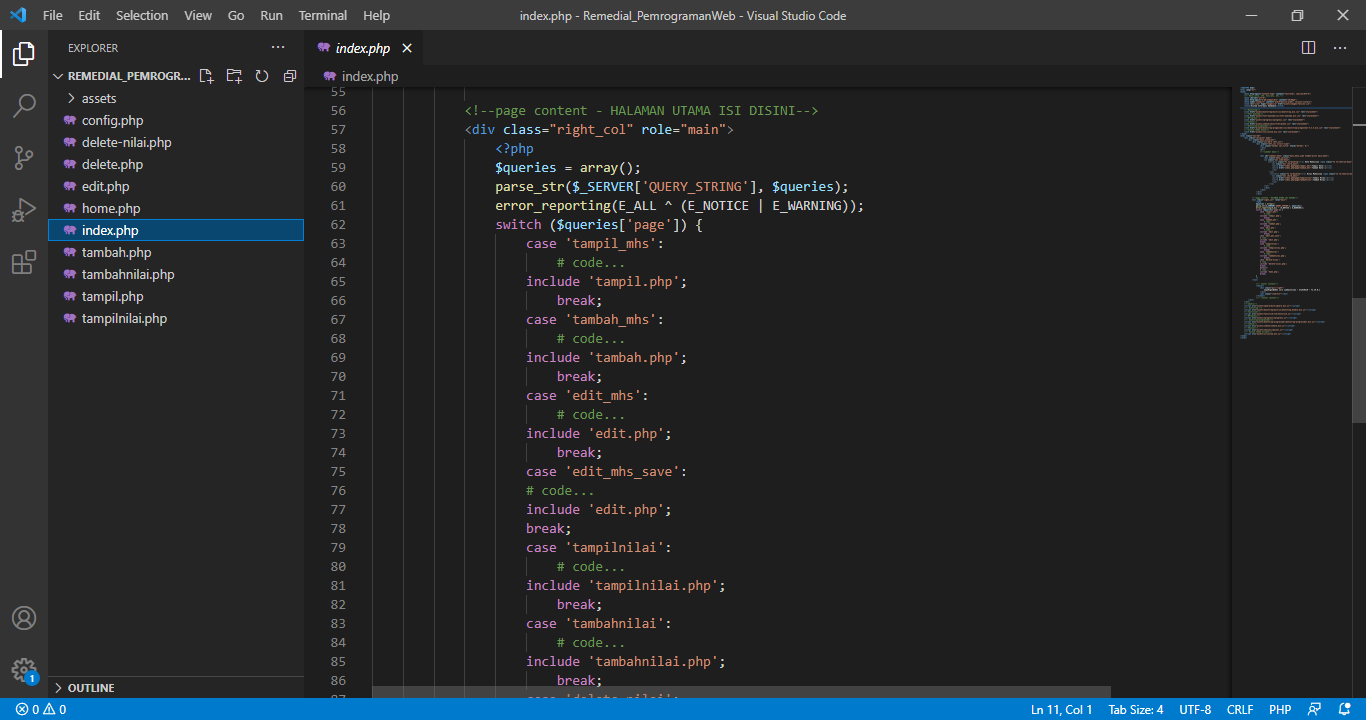 File Edit Selection View Go Run Terminal Help
index.php - Remedial_PemrogramanWeb - Visual Studio Code
EXPLORER
REMEDIAL_PEMROGR...
assets
config.php
delete-nilai.php
delete.php
edit.php
home.php
index.php
tambah.php
tambahnilai.php
tampil.php
tampilnilai.php
OUTLINE
index.php
index.php
55
56 <!--page content - HALAMAN UTAMA ISI DISINI-->
57 <div class="right_col" role="main">
58 <?php
59 $queries = array();
60 parse_str($_SERVER['QUERY_STRING'], $queries);
61 error_reporting(E_ALL ^ (E_NOTICE | E_WARNING));
62 switch ($queries['page']) {
63 case 'tampil_mhs':
64 # code...
65 include 'tampil.php';
66 break;
67 case 'tambah_mhs':
68 # code...
69 include 'tambah.php';
70 break;
71 case 'edit_mhs':
72 # code...
73 include 'edit.php';
74 break;
75 case 'edit_mhs_save':
76 # code...
77 include 'edit.php';
78 break;
79 case 'tampilnilai':
80 # code...
81 include 'tampilnilai.php';
82 break;
83 case 'tambahnilai':
84 # code...
85 include 'tambahnilai.php';
86 break;
87 case 'delete-nilai':
1
0 0
Ln 11, Col 1 Tab Size: 4 UTF-8 CRLF PHP